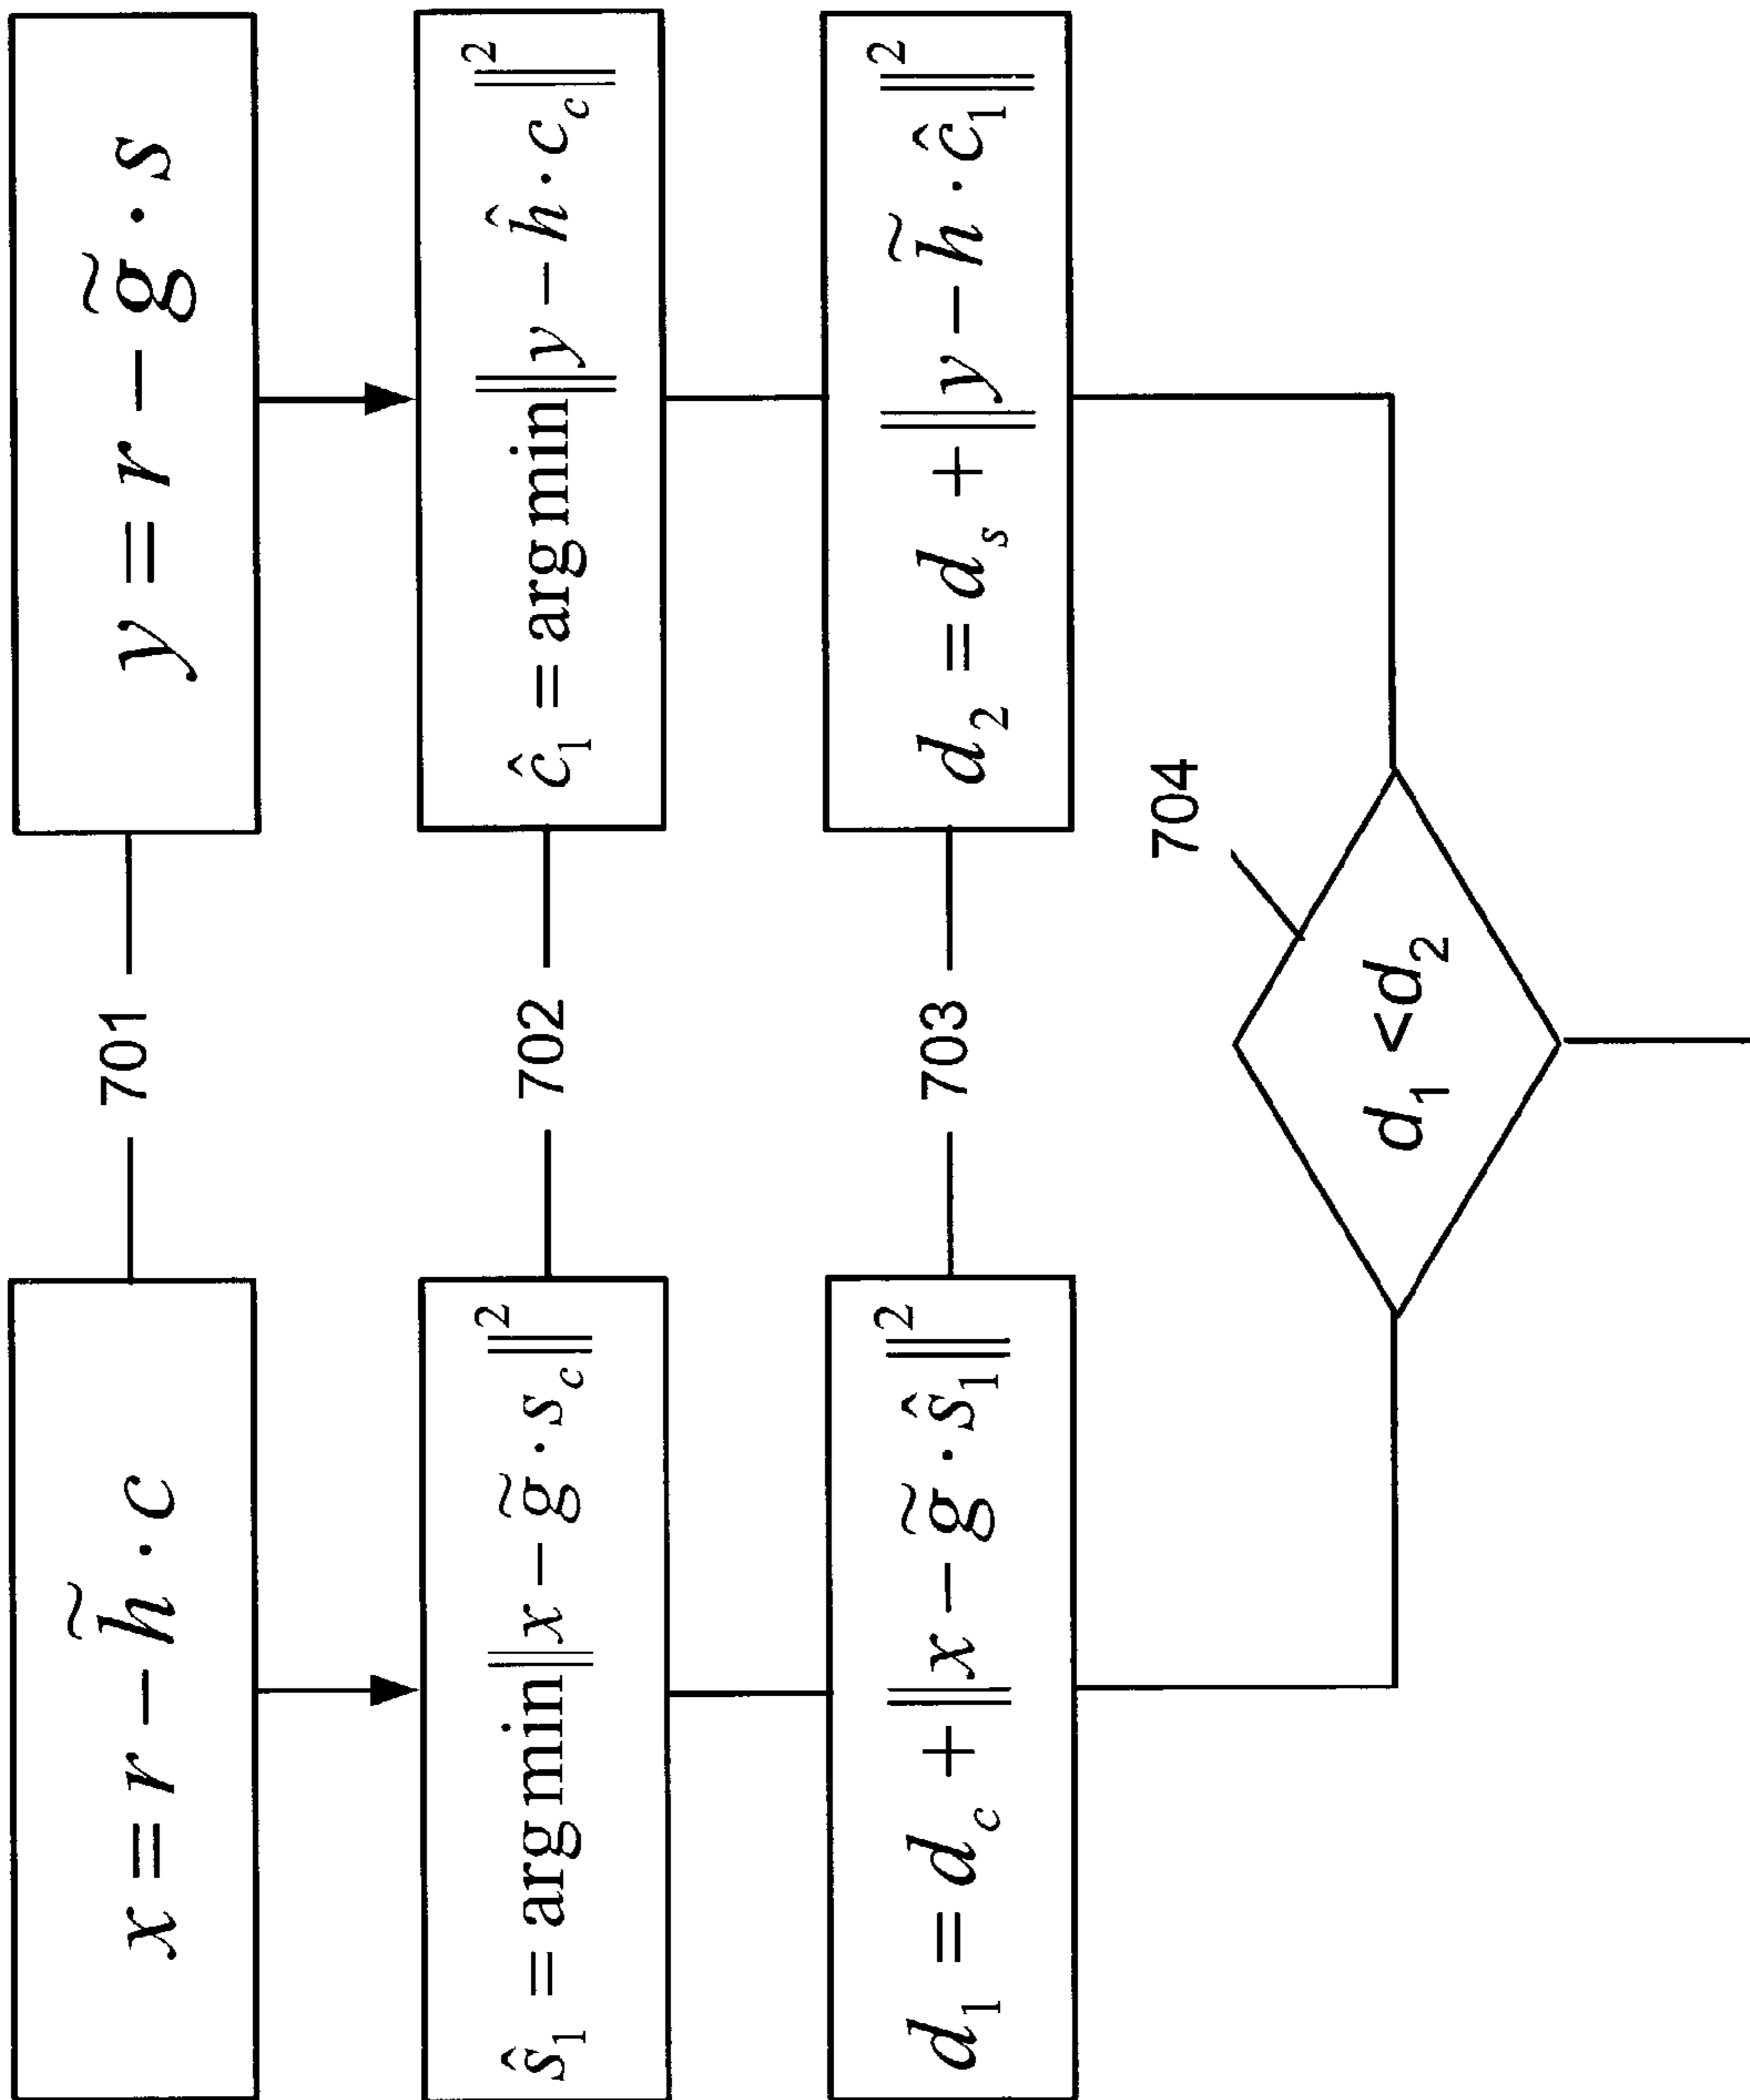 x = r − h̃ · c
701
y = r − g̃ · s
ŝ₁ = arg min‖x − g̃ · s_c‖²
702
ĉ₁ = arg min‖y − ĥ · c_c‖²
d₁ = d_c + ‖x − g̃ · ŝ₁‖²
703
d₂ = d_s + ‖y − h̃ · ĉ₁‖²
704
d₁ <d₂